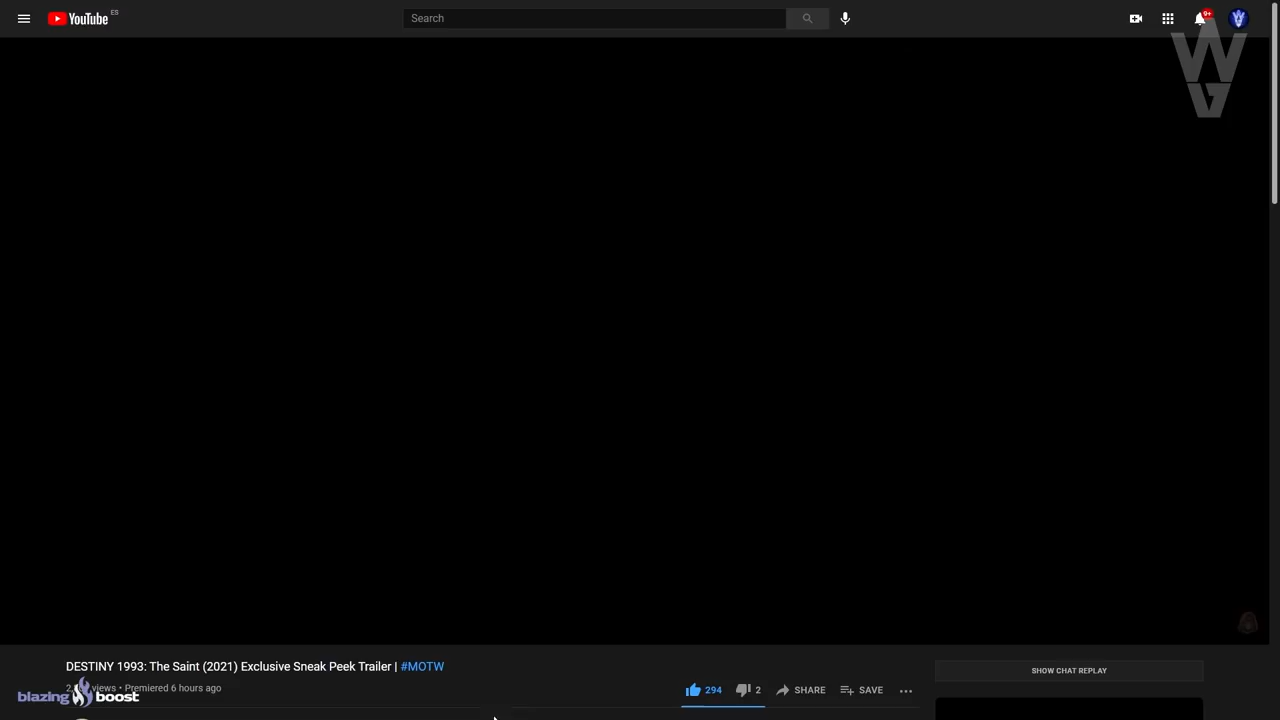 YouTube ES
Search
9+
DESTINY 1993: The Saint (2021) Exclusive Sneak Peek Trailer | #MOTW
views • Premiered 6 hours ago
blazing boost
294
2
SHARE
SAVE
SHOW CHAT REPLAY